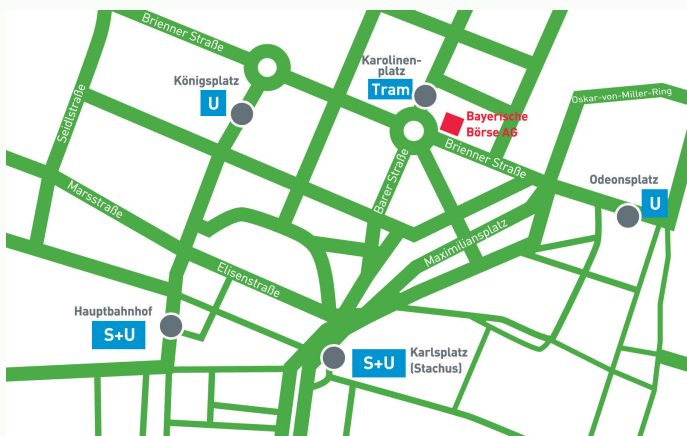 Brienner Straße
Königsplatz
U
Karolinen-
platz
Tram
Bayerische
Börse AG
Oskar-von-Miller-Ring
Seidlstraße
Brienner Straße
Odeonsplatz
U
Marsstraße
Barer Straße
Maximiliansplatz
Elisenstraße
Hauptbahnhof
S+U
S+U
Karlsplatz
(Stachus)